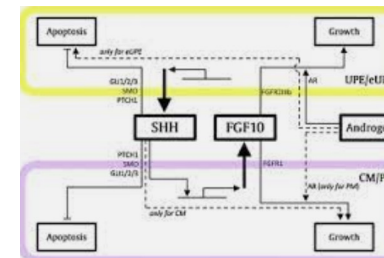 Apoptosis
Growth
only for eUPE
GLI1/2/3
SMO
PTCH1
FGFR2IIIb
AR
UPE/eU
SHH
FGF10
Androg
PTCH1
SMO
GLI1/2/3
FGFR1
CM/P
AR (only for PM)
only for CM
Apoptosis
Growth